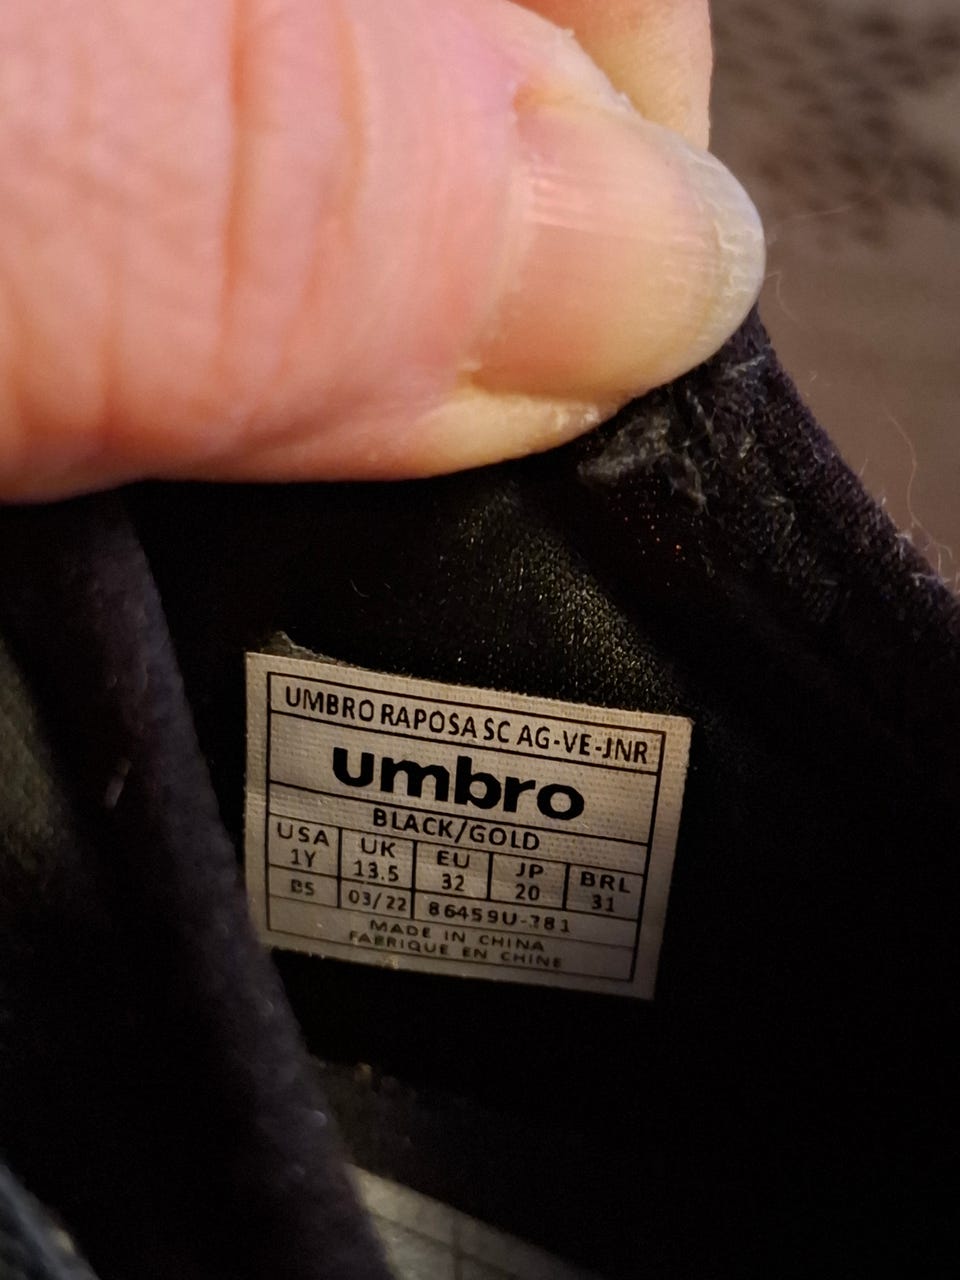 UMBRO RAPOSA SC AG-VE-JNR
umbro
BLACK/GOLD
USA UK EU JP BRL
1Y 13.5 32 20 31
BS 03/22 86459U-381
MADE IN CHINA
FABRIQUE EN CHINE